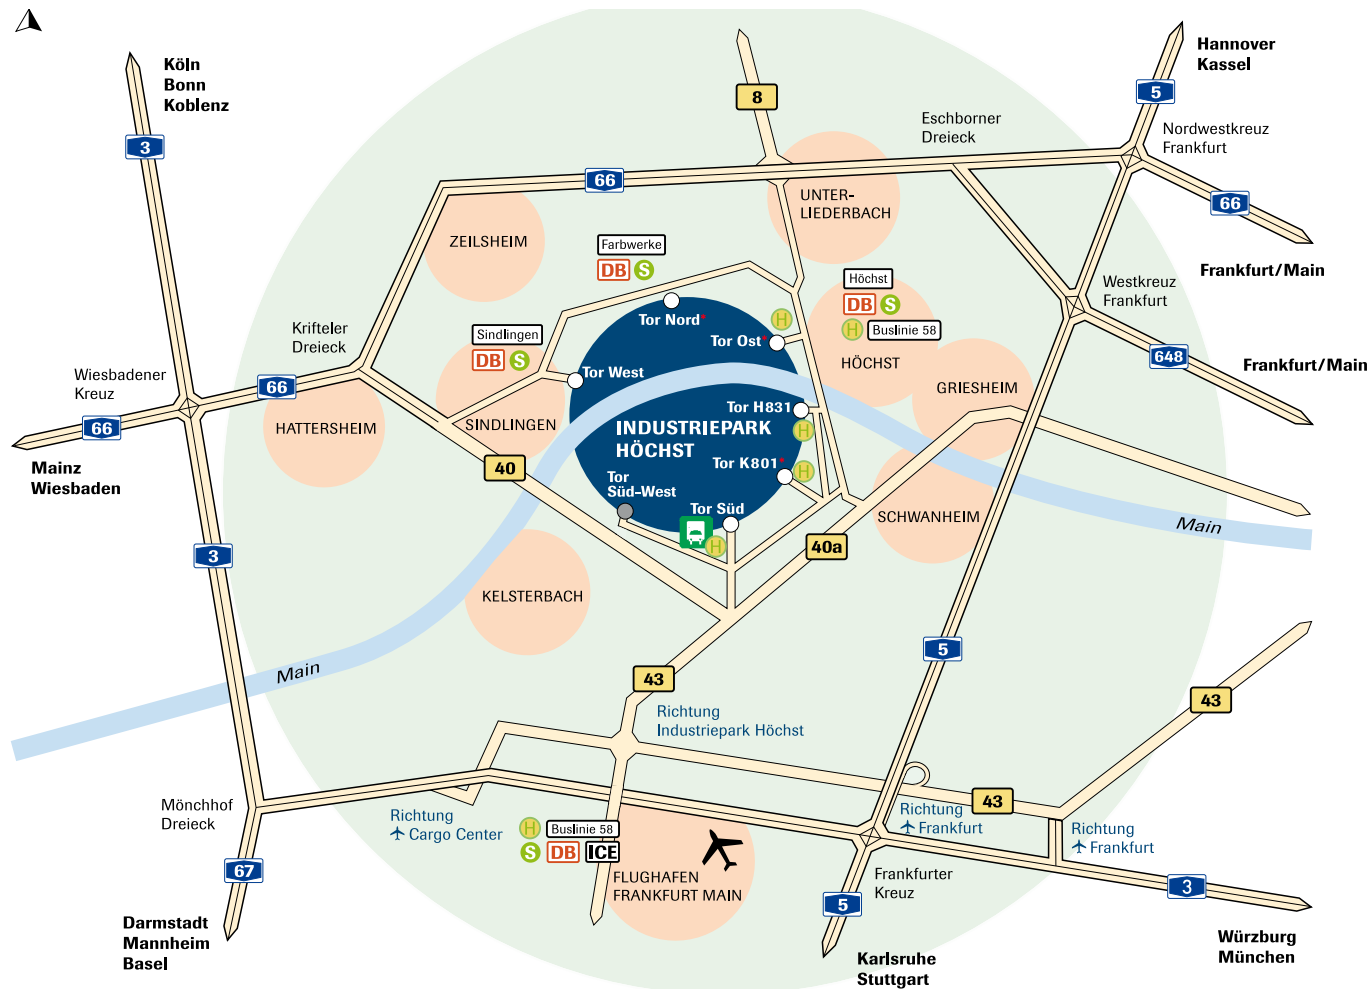 Köln
Bonn
Koblenz
Hannover
Kassel
5
8
Eschborner
Dreieck
Nordwestkreuz
Frankfurt
3
66
UNTER-
LIEDERBACH
66
ZEILSHEIM
Farbwerke
DB S
Frankfurt/Main
Höchst
DB S
H Buslinie 58
Westkreuz
Frankfurt
Tor Nord*
H
Krifteler
Dreieck
Sindlingen
DB S
Tor Ost*
HÖCHST
648
Frankfurt/Main
Wiesbadener
Kreuz
66
Tor West
GRIESHEIM
66
HATTERSHEIM
SINDLINGEN
Tor H831
H
INDUSTRIEPARK
HÖCHST
Mainz
Wiesbaden
40
Tor K801*
H
Tor
Süd-West
Tor Süd
H
SCHWANHEIM
Main
3
40a
KELSTERBACH
5
Main
43
43
Richtung
Industriepark Höchst
Mönchhof
Dreieck
Richtung
Cargo Center
43
Richtung
Frankfurt
Richtung
Frankfurt
H Buslinie 58
S DB ICE
67
FLUGHAFEN
FRANKFURT MAIN
Frankfurter
Kreuz
3
5
Darmstadt
Mannheim
Basel
Karlsruhe
Stuttgart
Würzburg
München